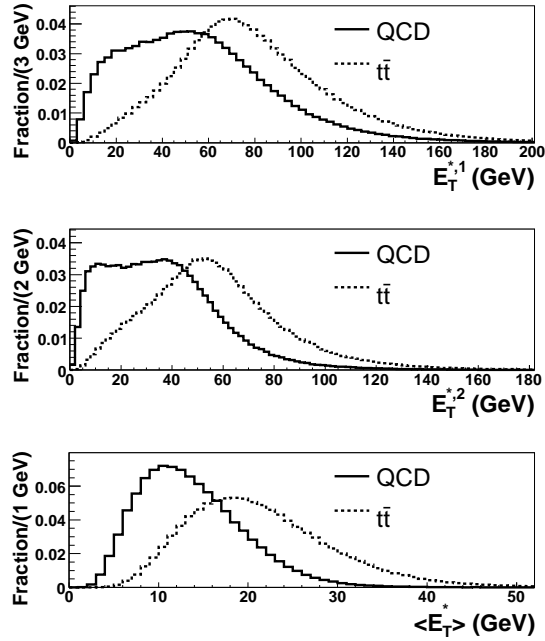 Fraction/(3 GeV)
0.04
0.03
0.02
0.01
0
QCD
tt̄
0 20 40 60 80 100 120 140 160 180 200
E_T^{*,1} (GeV)
Fraction/(2 GeV)
0.04
0.03
0.02
0.01
0
QCD
tt̄
0 20 40 60 80 100 120 140 160 180
E_T^{*,2} (GeV)
Fraction/(1 GeV)
0.06
0.04
0.02
0.00
QCD
tt̄
0 10 20 30 40 50
<E_T^*> (GeV)